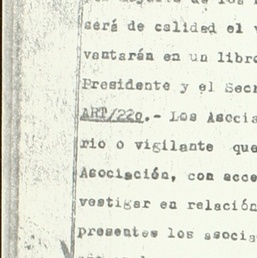 será de calidad el v
vantarán en un libro
Presidente y el Secr
ART/22o.- Los Asocia
rio o vigilante que
Asociación, con acce
vestigar en relación
presentes los asocia